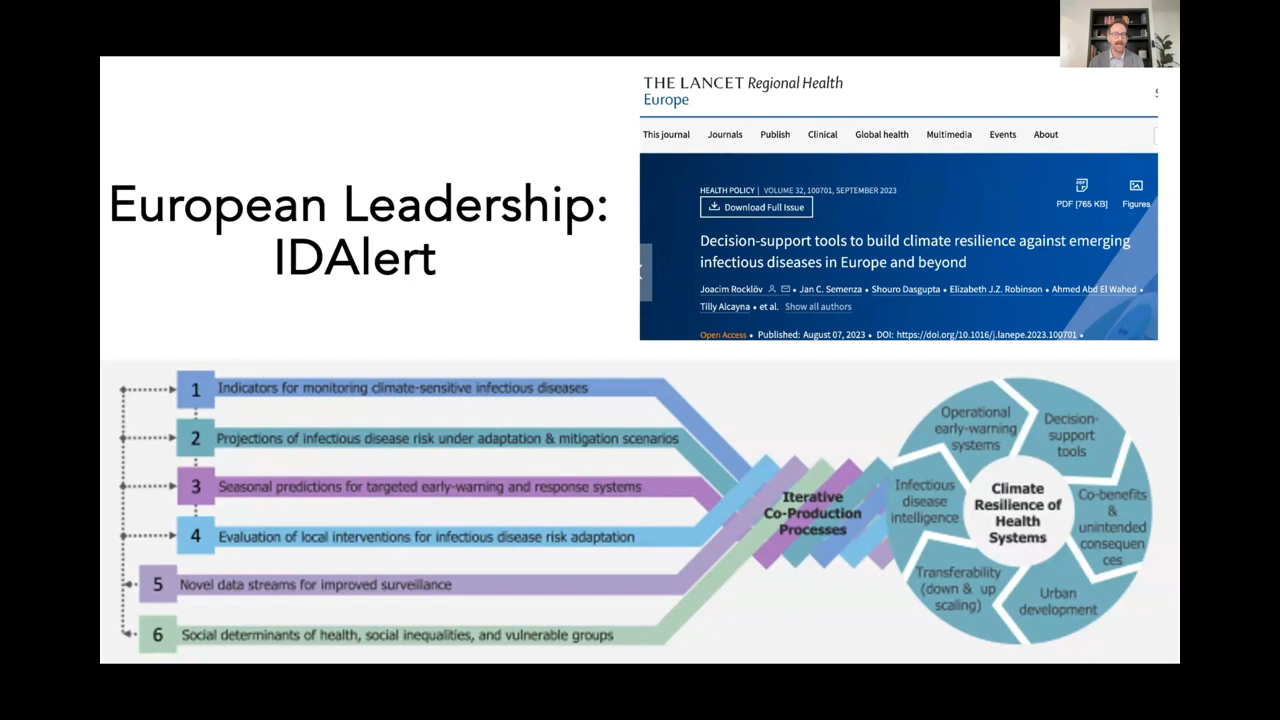 European Leadership:
IDAlert
THE LANCET Regional Health
Europe
This journal Journals Publish Clinical Global health Multimedia Events About
HEALTH POLICY | VOLUME 32, 100701, SEPTEMBER 2023
Download Full Issue
PDF
PDF [765 KB] Figures
Decision-support tools to build climate resilience against emerging
infectious diseases in Europe and beyond
Joacim Rocklöv • Jan C. Semenza • Shouro Dasgupta • Elizabeth J.Z. Robinson • Ahmed Abd El Wahed •
Tilly Alcayna • et al. Show all authors
Open Access • Published: August 07, 2023 • DOI: https://doi.org/10.1016/j.lanepe.2023.100701 •
1 Indicators for monitoring climate-sensitive infectious diseases
2 Projections of infectious disease risk under adaptation & mitigation scenarios
3 Seasonal predictions for targeted early-warning and response systems
4 Evaluation of local interventions for infectious disease risk adaptation
5 Novel data streams for improved surveillance
6 Social determinants of health, social inequalities, and vulnerable groups
Iterative
Co-Production
Processes
Operational
early-warning
systems
Decision-
support
tools
Infectious
disease
intelligence
Climate
Resilience of
Health
Systems
Co-benefits
&
unintended
consequen
ces
Transferability
(down & up
scaling)
Urban
development